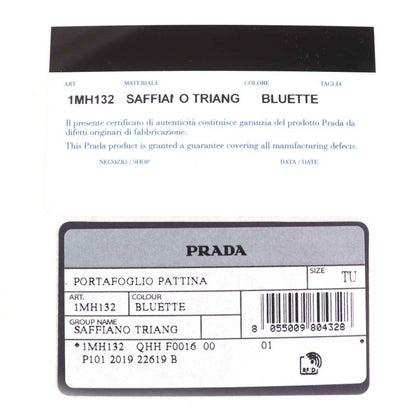 ART MATERIALE COLORE TAGLIA
1MH132 SAFFIANO TRIANG BLUETTE
Il presente certificato di autenticità costituisce garanzia del prodotto Prada da
difetti originari di fabbricazione.
This Prada product is granted a guarantee covering all manufacturing defects.
NEGOZIO / SHOP DATA / DATE
PRADA
PORTAFOGLIO PATTINA SIZE TU
ART. COLOUR
1MH132 BLUETTE
GROUP NAME
SAFFIANO TRIANG
8 055009 804328
*1MH132 QHH F0016 00 01 *
P101 2019 22619 B
RFID